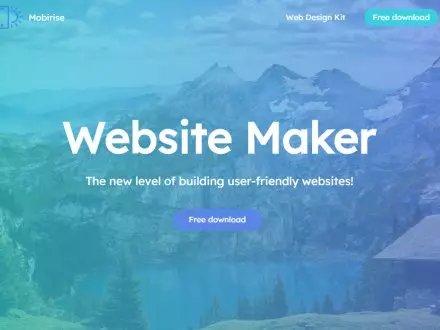 Mobirise
Web Design Kit
Free download
Website Maker
The new level of building user-friendly websites!
Free download